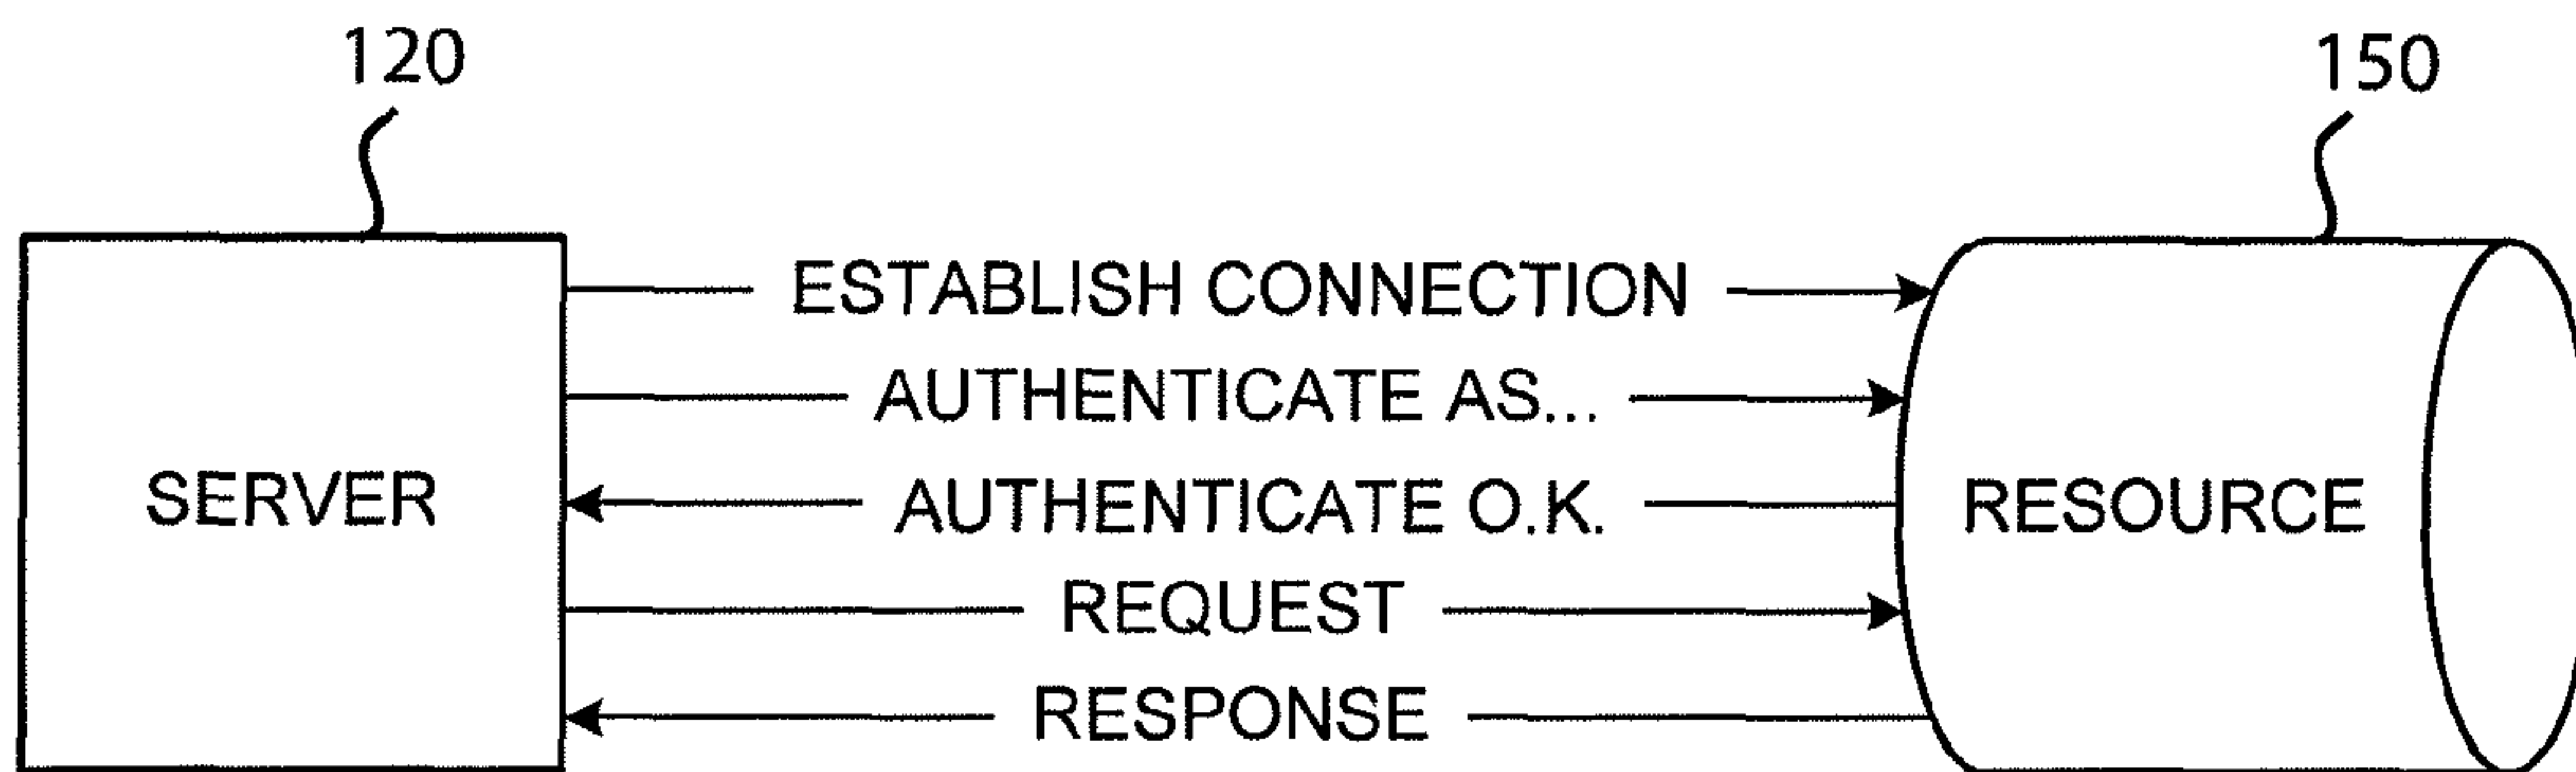 120
150
ESTABLISH CONNECTION
AUTHENTICATE AS...
SERVER
AUTHENTICATE O.K.
RESOURCE
REQUEST
RESPONSE